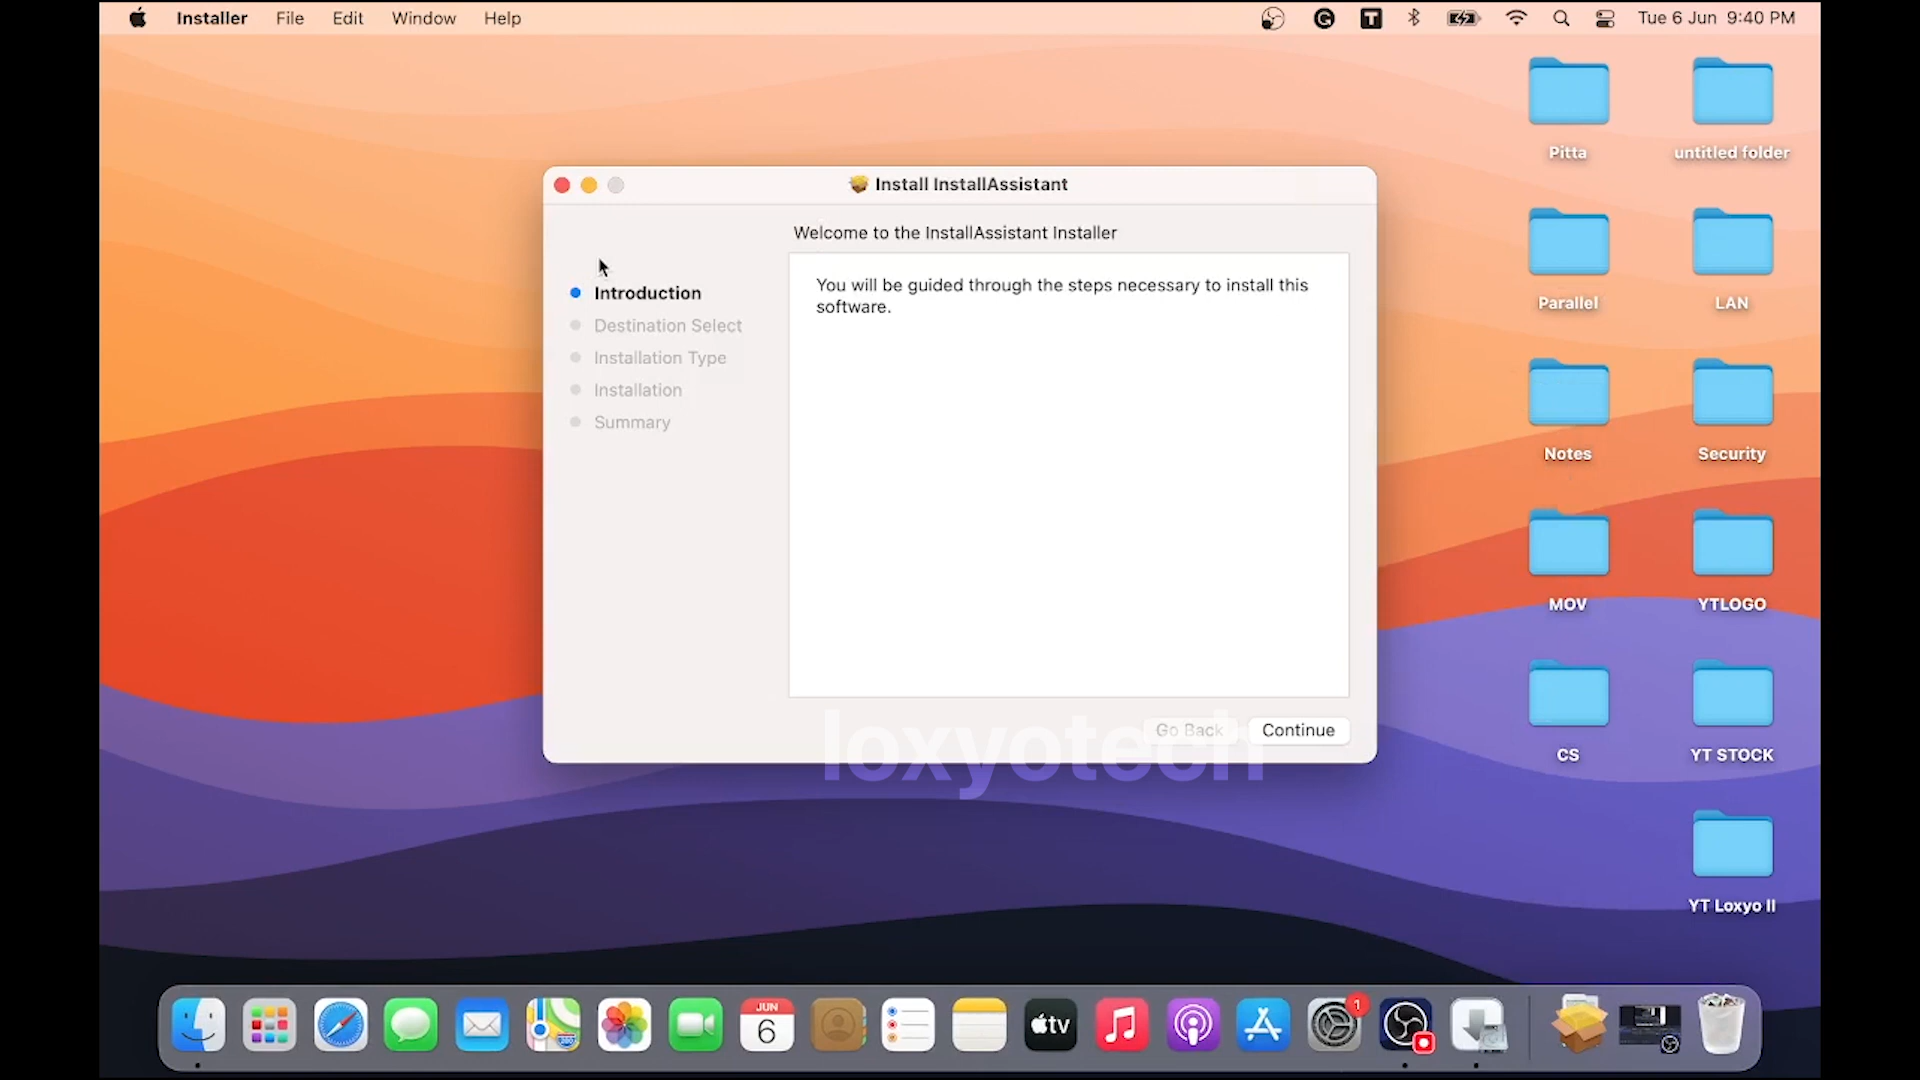 Installer File Edit Window Help
Tue 6 Jun 9:40 PM
Install InstallAssistant
Welcome to the InstallAssistant Installer
You will be guided through the steps necessary to install this
software.
Introduction
Destination Select
Installation Type
Installation
Summary
Go Back Continue
loxyotech
Pitta
untitled folder
Parallel
LAN
Notes
Security
MOV
YTLOGO
CS
YT STOCK
YT Loxyo II
JUN
6
tv
1